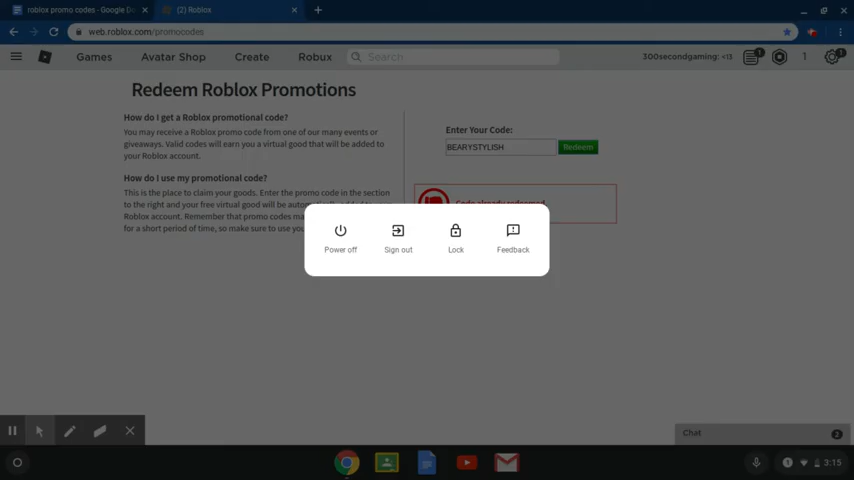 roblox promo codes - Google Do
(2) Roblox
web.roblox.com/promocodes
Games
Avatar Shop
Create
Robux
Search
300secondgaming: +13
1
1
1
Redeem Roblox Promotions
How do I get a Roblox promotional code?
You may receive a Roblox promo code from one of our many events or
giveaways. Valid codes will earn you a virtual good that will be added to
your Roblox account.
How do I use my promotional code?
This is the place to claim your goods. Enter the promo code in the section
to the right and your free virtual good will be
Roblox account. Remember that promo codes
for a short period of time, so make sure to use
Enter Your Code:
BEARYSTYLISH
Redeem
Code already redeemed
Power off
Sign out
Lock
Feedback
Chat
2
3:15